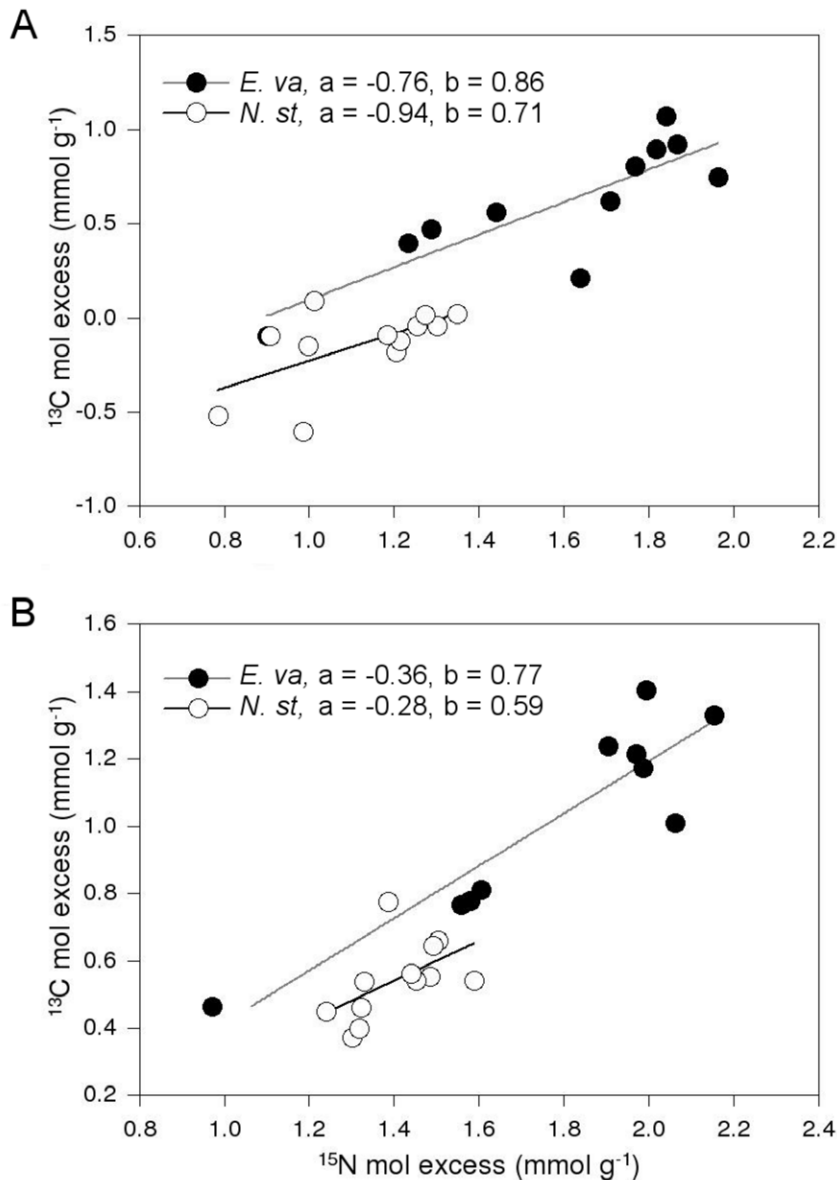 A
1.5
1.0
0.5
0.0
-0.5
-1.0
¹³C mol excess (mmol g⁻¹)
E. va, a = -0.76, b = 0.86
N. st, a = -0.94, b = 0.71
0.6 0.8 1.0 1.2 1.4 1.6 1.8 2.0 2.2
B
1.6
1.4
1.2
1.0
0.8
0.6
0.4
0.2
¹³C mol excess (mmol g⁻¹)
E. va, a = -0.36, b = 0.77
N. st, a = -0.28, b = 0.59
0.8 1.0 1.2 1.4 1.6 1.8 2.0 2.2 2.4
¹⁵N mol excess (mmol g⁻¹)